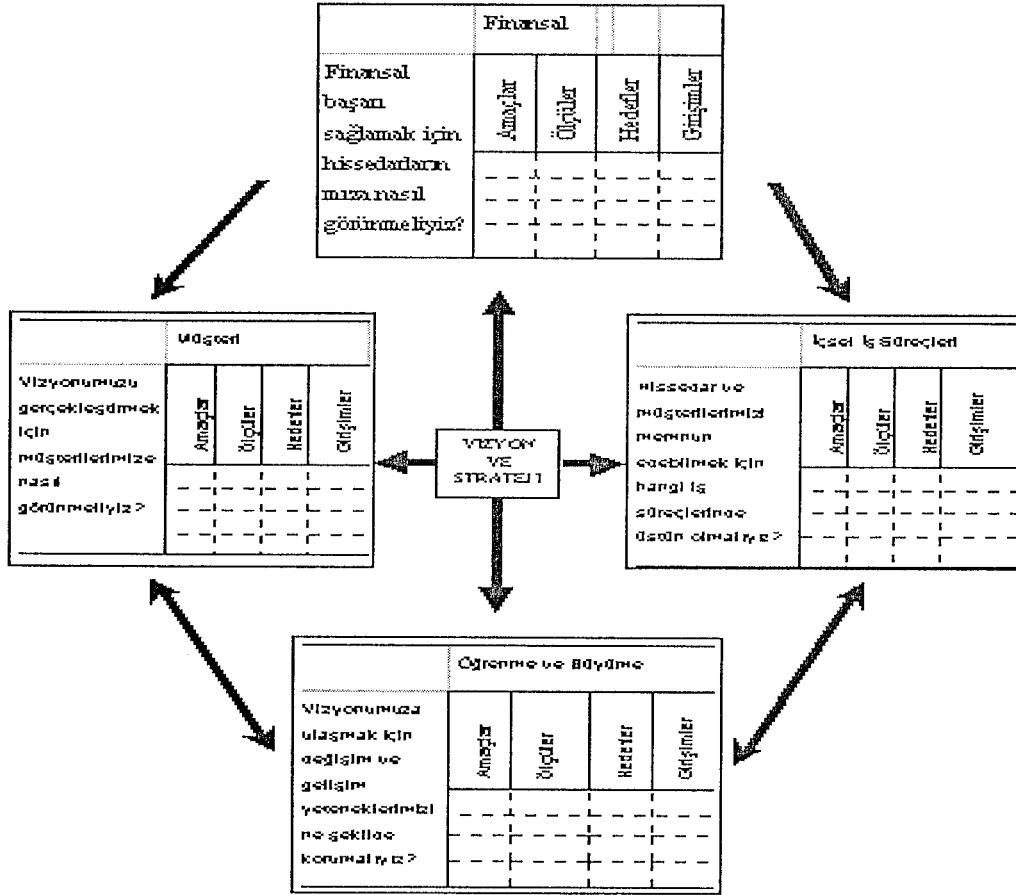 Finansal
Finansal
başarı
sağlamak için
hissedarların
mıza nasıl
görünmeliyiz?
Amaçlar
Ölçüler
Hedefler
Girişimler
Müşteri
Vizyonumuzu
gerçekleştirmek
için
müşterilerimize
nasıl
görünmeliyiz?
Amaçlar
Ölçüler
Hedefler
Girişimler
VİZYON
VE
STRATEJİ
İçsel İş Süreçleri
Hissedar ve
müşterilerimizi
memnun
edebilmek için
hangi iş
süreçlerinde
üstün olmalıyız?
Amaçlar
Ölçüler
Hedefler
Girişimler
Öğrenme ve Büyüme
Vizyonumuza
ulaşmak için
değişim ve
gelişim
yeteneklerimizi
ne şekilde
korumalıyız?
Amaçlar
Ölçüler
Hedefler
Girişimler